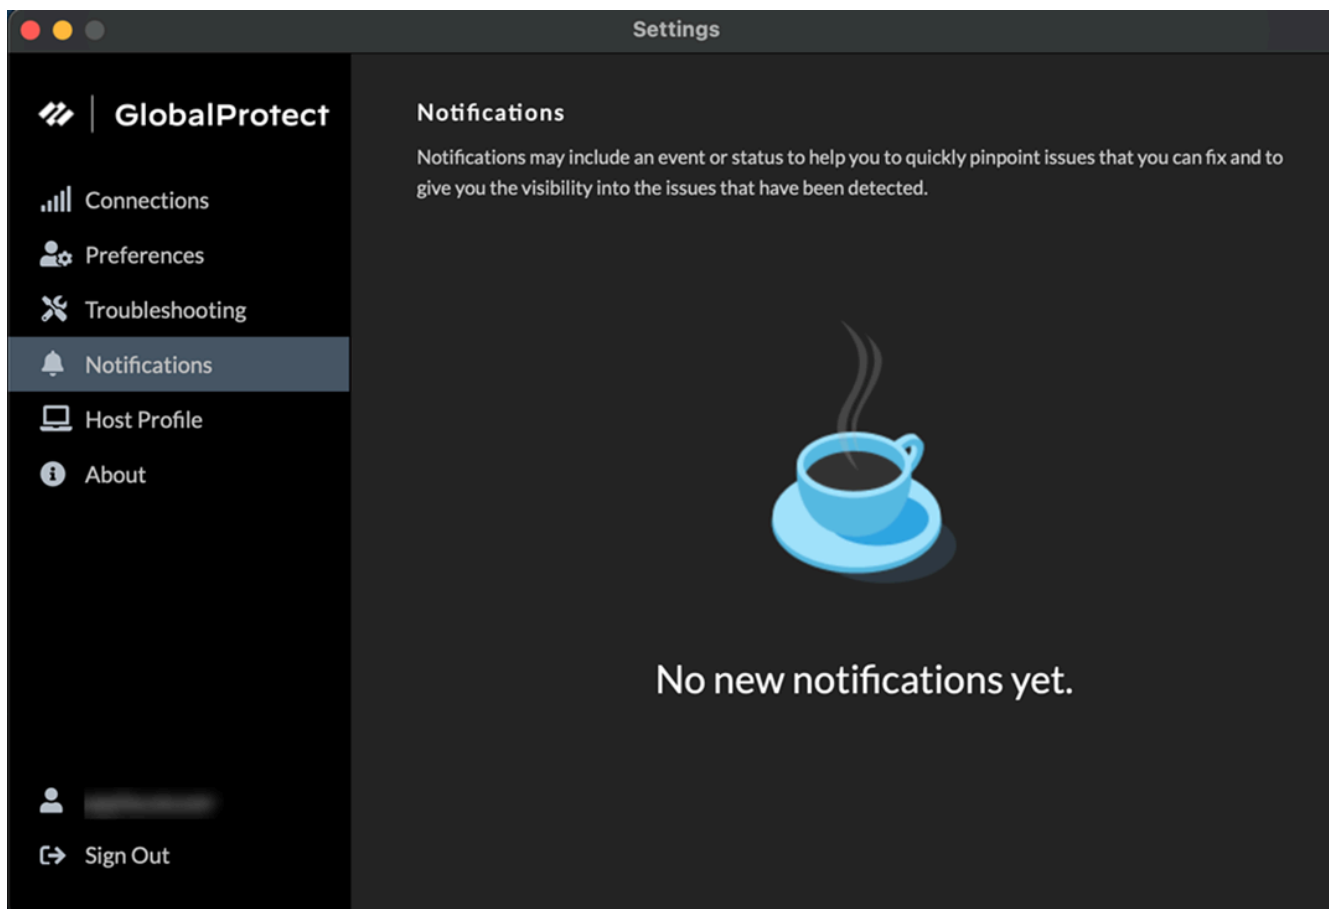 Settings
GlobalProtect
Connections
Preferences
Troubleshooting
Notifications
Host Profile
About
Sign Out
Notifications
Notifications may include an event or status to help you to quickly pinpoint issues that you can fix and to
give you the visibility into the issues that have been detected.
No new notifications yet.